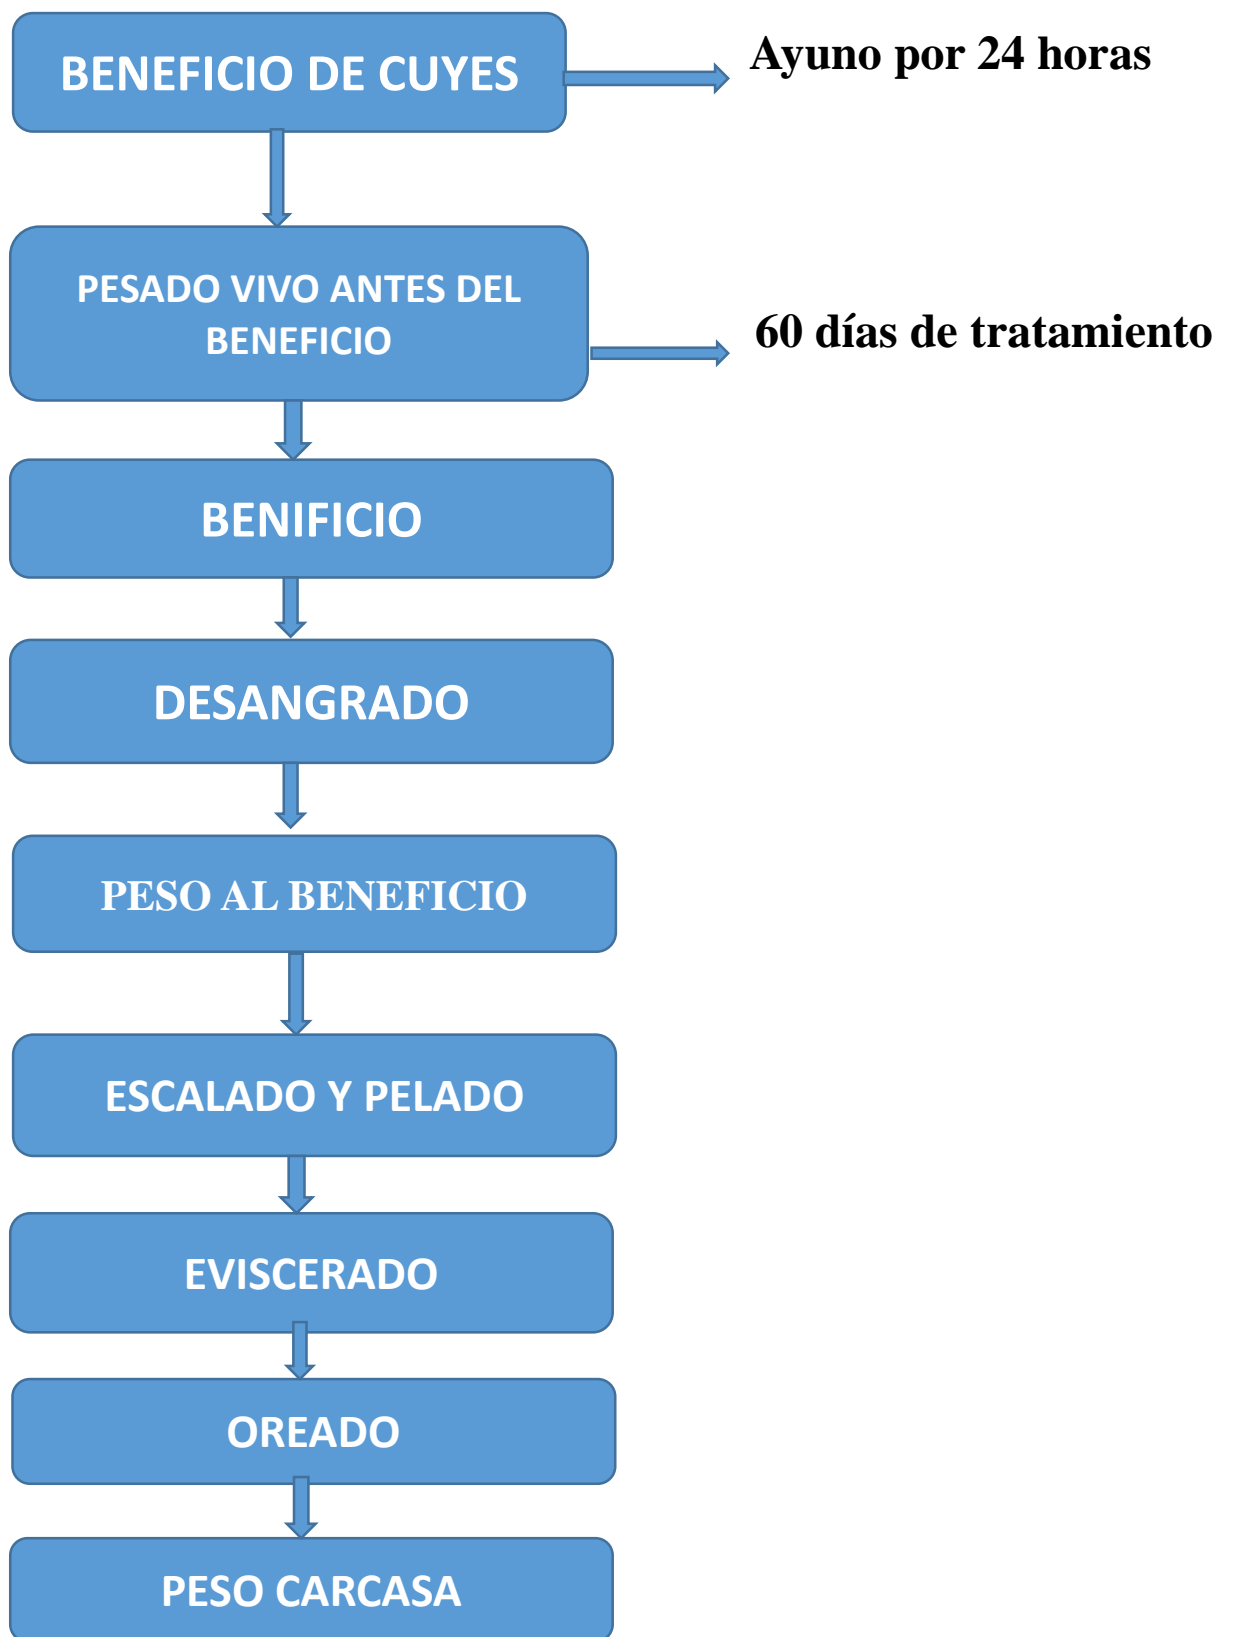 BENEFICIO DE CUYES
Ayuno por 24 horas
PESADO VIVO ANTES DEL
BENEFICIO
60 días de tratamiento
BENIFICIO
DESANGRADO
PESO AL BENEFICIO
ESCALADO Y PELADO
EVISCERADO
OREADO
PESO CARCASA